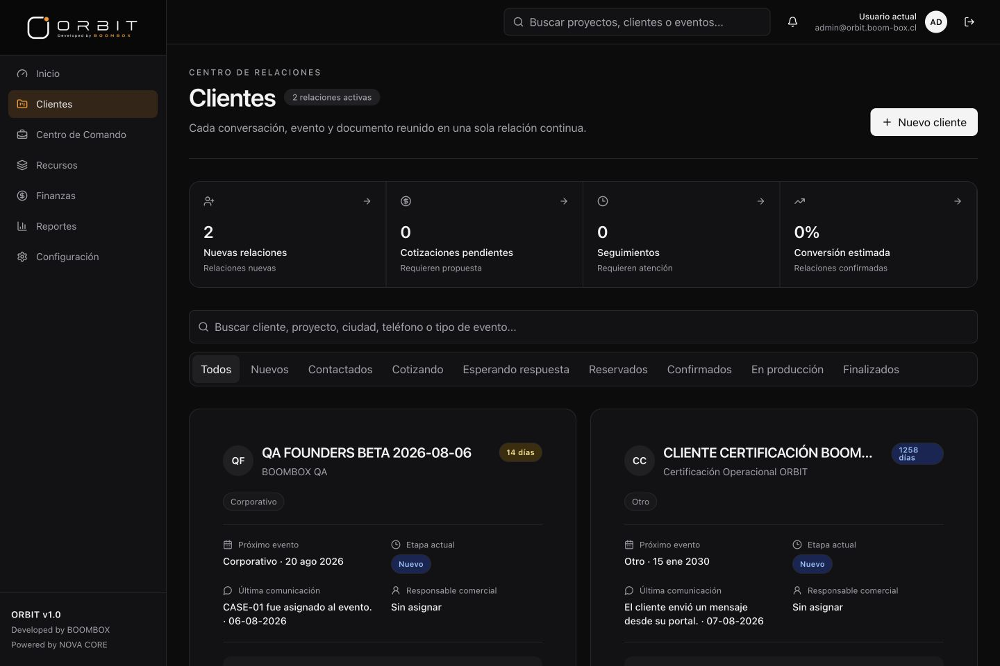 ORBIT
Developed by BOOMBOX
Buscar proyectos, clientes o eventos...
Usuario actual
admin@orbit.boom-box.cl
AD
Inicio
Clientes
Centro de Comando
Recursos
Finanzas
Reportes
Configuración
ORBIT v1.0
Developed by BOOMBOX
Powered by NOVA CORE
CENTRO DE RELACIONES
Clientes
2 relaciones activas
Cada conversación, evento y documento reunido en una sola relación continua.
Nuevo cliente
2
Nuevas relaciones
Relaciones nuevas
0
Cotizaciones pendientes
Requieren propuesta
0
Seguimientos
Requieren atención
0%
Conversión estimada
Relaciones confirmadas
Buscar cliente, proyecto, ciudad, teléfono o tipo de evento...
Todos Nuevos Contactados Cotizando Esperando respuesta Reservados Confirmados En producción Finalizados
QF
QA FOUNDERS BETA 2026-08-06
14 días
BOOMBOX QA
Corporativo
Próximo evento
Corporativo · 20 ago 2026
Etapa actual
Nuevo
Última comunicación
CASE-01 fue asignado al evento.
· 06-08-2026
Responsable comercial
Sin asignar
CC
CLIENTE CERTIFICACIÓN BOOM...
1258
días
Certificación Operacional ORBIT
Otro
Próximo evento
Otro · 15 ene 2030
Etapa actual
Nuevo
Última comunicación
El cliente envió un mensaje
desde su portal. · 07-08-2026
Responsable comercial
Sin asignar